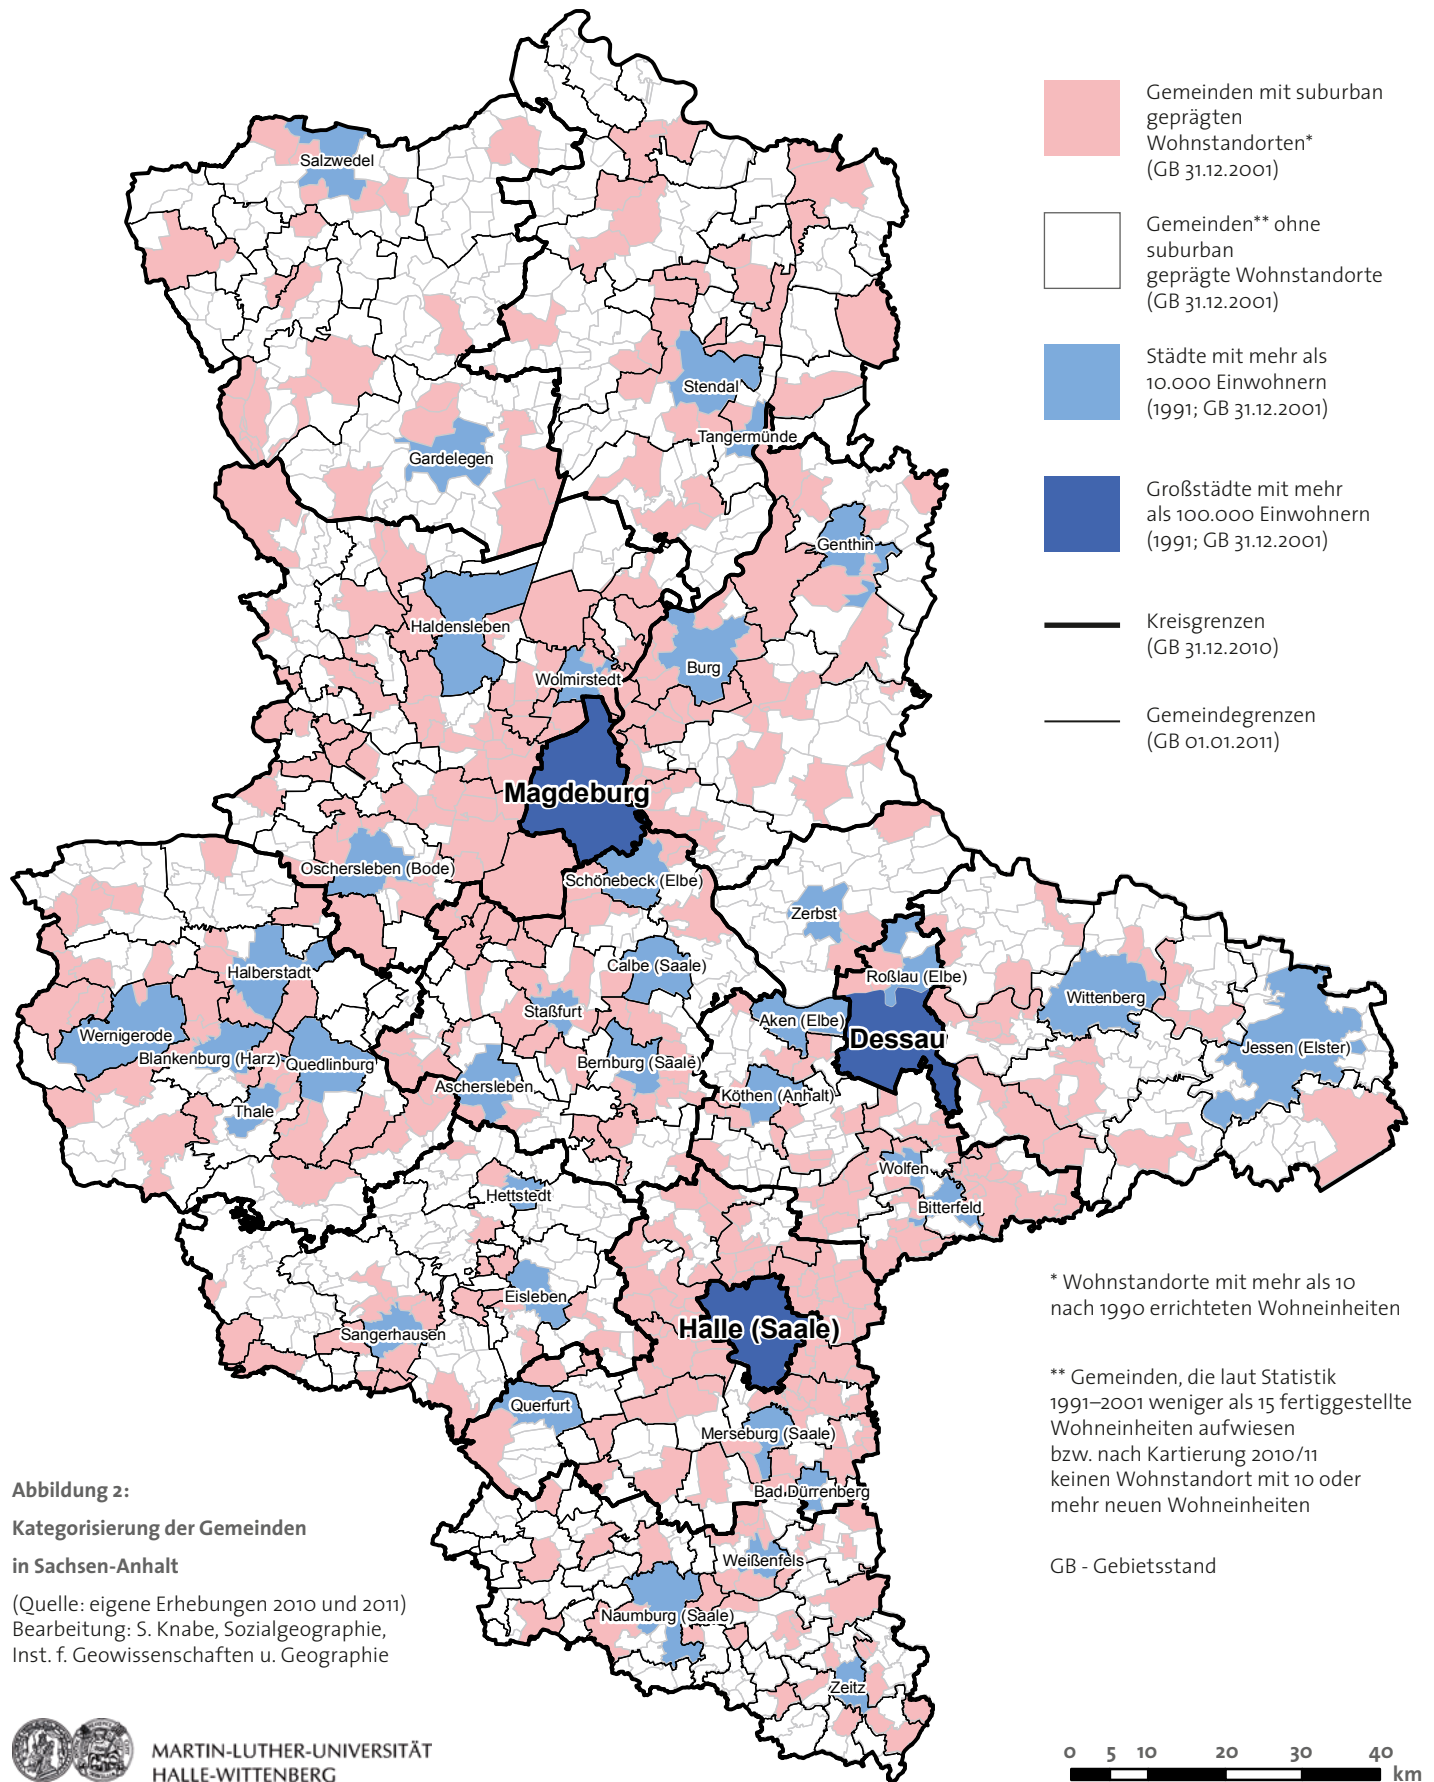 Gemeinden mit suburban
geprägten
Wohnstandorten*
(GB 31.12.2001)
Gemeinden** ohne
suburban
geprägte Wohnstandorte
(GB 31.12.2001)
Städte mit mehr als
10.000 Einwohnern
(1991; GB 31.12.2001)
Großstädte mit mehr
als 100.000 Einwohnern
(1991; GB 31.12.2001)
Kreisgrenzen
(GB 31.12.2010)
Gemeindegrenzen
(GB 01.01.2011)
Salzwedel
Stendal
Tangermünde
Gardelegen
Genthin
Haldensleben
Burg
Wolmirstedt
Magdeburg
Oschersleben (Bode)
Schönebeck (Elbe)
Zerbst
Halberstadt
Calbe (Saale)
Roßlau (Elbe)
Wittenberg
Staßfurt
Aken (Elbe)
Wernigerode
Dessau
Jessen (Elster)
Blankenburg (Harz)
Quedlinburg
Bernburg (Saale)
Aschersleben
Köthen (Anhalt)
Thale
Wolfen
Hettstedt
Bitterfeld
Eisleben
Halle (Saale)
Sangerhausen
Querfurt
Merseburg (Saale)
Bad Dürrenberg
Weißenfels
Naumburg (Saale)
Zeitz
* Wohnstandorte mit mehr als 10
nach 1990 errichteten Wohneinheiten
** Gemeinden, die laut Statistik
1991–2001 weniger als 15 fertiggestellte
Wohneinheiten aufwiesen
bzw. nach Kartierung 2010/11
keinen Wohnstandort mit 10 oder
mehr neuen Wohneinheiten
GB - Gebietsstand
Abbildung 2:
Kategorisierung der Gemeinden
in Sachsen-Anhalt
(Quelle: eigene Erhebungen 2010 und 2011)
Bearbeitung: S. Knabe, Sozialgeographie,
Inst. f. Geowissenschaften u. Geographie
MARTIN-LUTHER-UNIVERSITÄT
HALLE-WITTENBERG
0 5 10 20 30 40
km